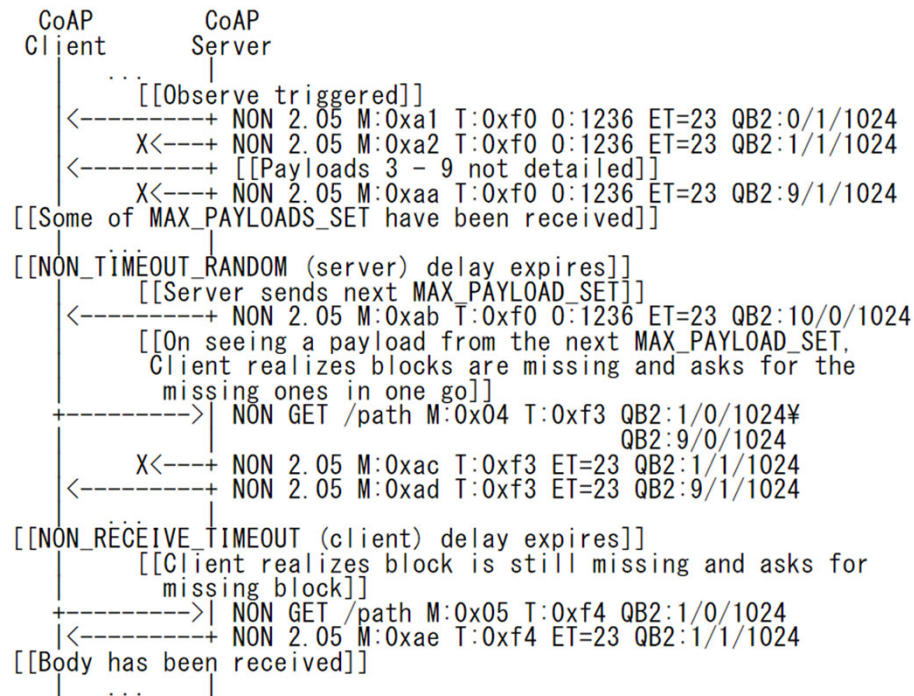 CoAP        CoAP
Client      Server
|    ...    |
[[Observe triggered]]
|<---------+ NON 2.05 M:0xa1 T:0xf0 O:1236 ET=23 QB2:0/1/1024
|     X<---+ NON 2.05 M:0xa2 T:0xf0 O:1236 ET=23 QB2:1/1/1024
|<---------+ [[Payloads 3 - 9 not detailed]]
|     X<---+ NON 2.05 M:0xaa T:0xf0 O:1236 ET=23 QB2:9/1/1024
[[Some of MAX_PAYLOADS_SET have been received]]
|    ...    |
[[NON_TIMEOUT_RANDOM (server) delay expires]]
|     [[Server sends next MAX_PAYLOAD_SET]]
|<---------+ NON 2.05 M:0xab T:0xf0 O:1236 ET=23 QB2:10/0/1024
|     [[On seeing a payload from the next MAX_PAYLOAD_SET,
|      Client realizes blocks are missing and asks for the
|       missing ones in one go]]
+--------->| NON GET /path M:0x04 T:0xf3 QB2:1/0/1024¥
|          |                             QB2:9/0/1024
|     X<---+ NON 2.05 M:0xac T:0xf3 ET=23 QB2:1/1/1024
|<---------+ NON 2.05 M:0xad T:0xf3 ET=23 QB2:9/1/1024
|    ...    |
[[NON_RECEIVE_TIMEOUT (client) delay expires]]
|     [[Client realizes block is still missing and asks for
|       missing block]]
+--------->| NON GET /path M:0x05 T:0xf4 QB2:1/0/1024
|<---------+ NON 2.05 M:0xae T:0xf4 ET=23 QB2:1/1/1024
[[Body has been received]]
|    ...    |